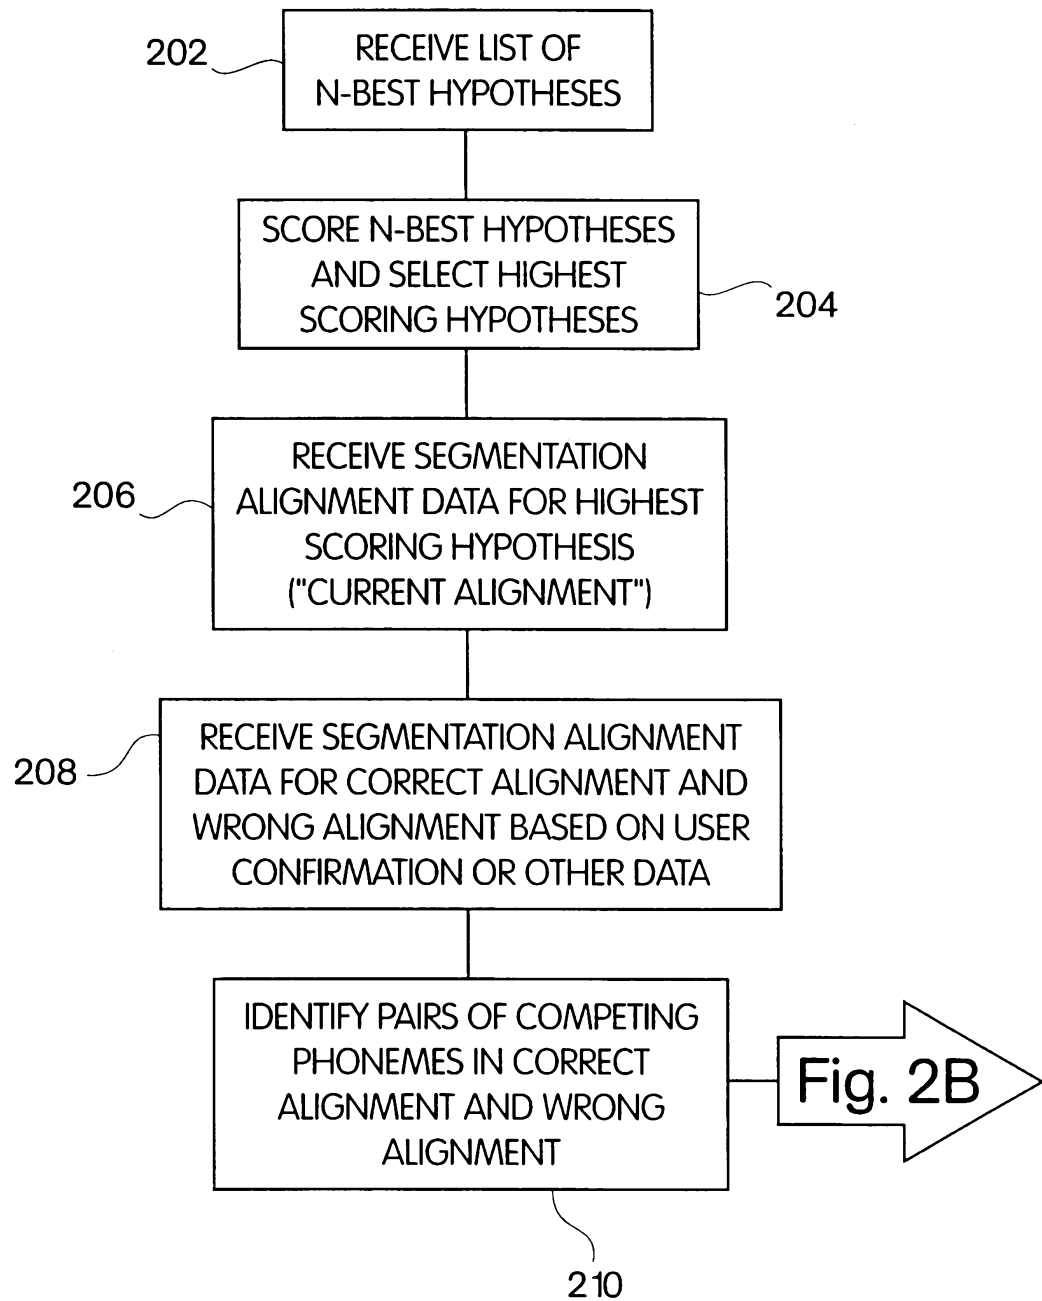 202
RECEIVE LIST OF
N-BEST HYPOTHESES
SCORE N-BEST HYPOTHESES
AND SELECT HIGHEST
SCORING HYPOTHESES
204
RECEIVE SEGMENTATION
ALIGNMENT DATA FOR HIGHEST
SCORING HYPOTHESIS
("CURRENT ALIGNMENT")
206
RECEIVE SEGMENTATION ALIGNMENT
DATA FOR CORRECT ALIGNMENT AND
WRONG ALIGNMENT BASED ON USER
CONFIRMATION OR OTHER DATA
208
IDENTIFY PAIRS OF COMPETING
PHONEMES IN CORRECT
ALIGNMENT AND WRONG
ALIGNMENT
Fig. 2B
210